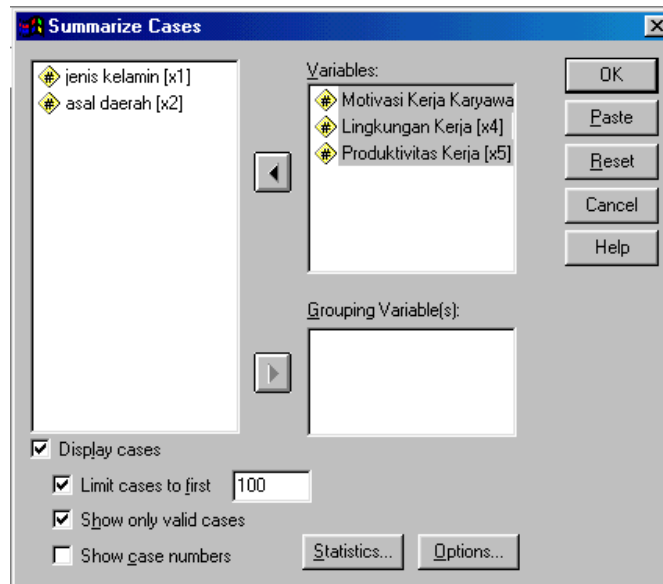 Summarize Cases
jenis kelamin [x1]
asal daerah [x2]
Variables:
Motivasi Kerja Karyawa
Lingkungan Kerja [x4]
Produktivitas Kerja [x5]
Grouping Variable(s):
OK
Paste
Reset
Cancel
Help
Display cases
Limit cases to first 100
Show only valid cases
Show case numbers
Statistics...
Options...